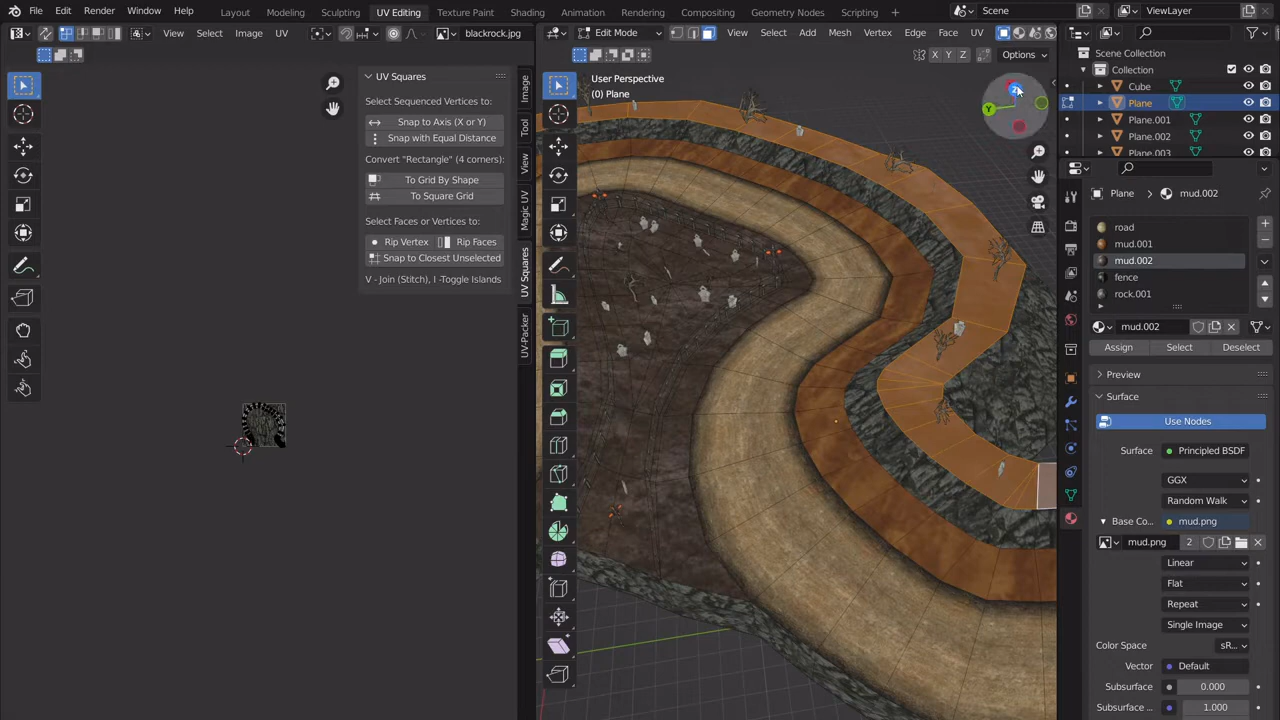 File Edit Render Window Help Layout Modeling Sculpting UV Editing Texture Paint Shading Animation Rendering Compositing Geometry Nodes Scripting + Scene ViewLayer
View Select Image UV blackrock.jpg Edit Mode View Select Add Mesh Vertex Edge Face UV
X Y Z Options
Scene Collection
Collection
Cube
Plane
Plane.001
Plane.002
Plane.003
UV Squares
Select Sequenced Vertices to:
Snap to Axis (X or Y)
Snap with Equal Distance
Convert "Rectangle" (4 corners):
To Grid By Shape
To Square Grid
Select Faces or Vertices to:
Rip Vertex Rip Faces
Snap to Closest Unselected
V - Join (Stitch), I -Toggle Islands
Image
Tool
View
Magic UV
UV Squares
UV-Packer
User Perspective
(0) Plane
Z
Y
Plane mud.002
road
mud.001
mud.002
fence
rock.001
mud.002
Assign Select Deselect
Preview
Surface
Use Nodes
Surface Principled BSDF
GGX
Random Walk
Base Co... mud.png
mud.png 2
Linear
Flat
Repeat
Single Image
Color Space sR...
Vector Default
Subsurface 0.000
Subsurface ... 1.000